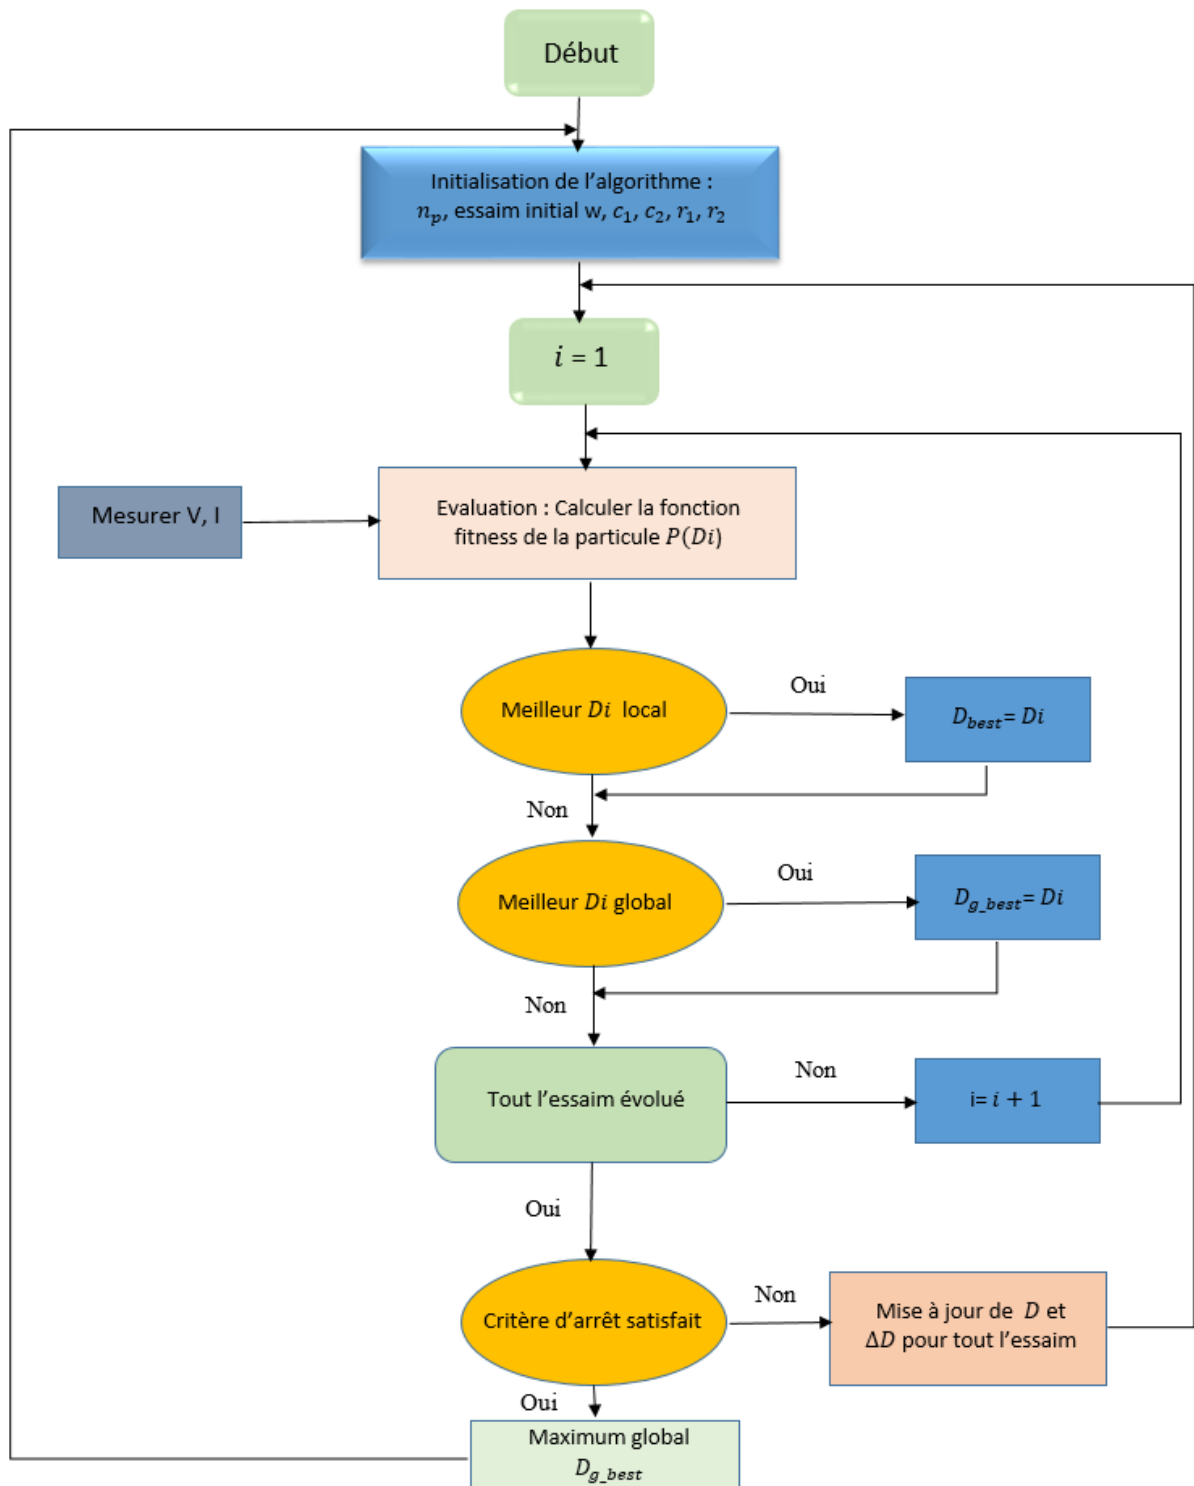 Début
Initialisation de l'algorithme :
n_p, essaim initial w, c_1, c_2, r_1, r_2
i = 1
Mesurer V, I
Evaluation : Calculer la fonction
fitness de la particule P(Di)
Meilleur Di local
Oui
D_best= Di
Non
Meilleur Di global
Oui
D_g_best= Di
Non
Tout l'essaim évolué
Non
i= i + 1
Oui
Critère d'arrêt satisfait
Non
Mise à jour de D et
ΔD pour tout l'essaim
Oui
Maximum global
D_g_best